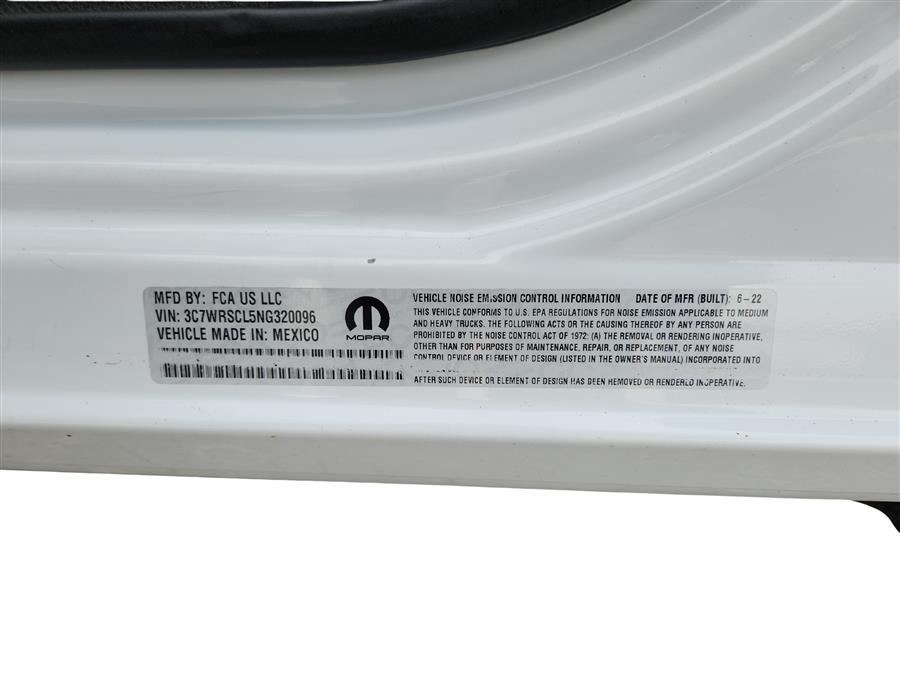 MFD BY: FCA US LLC
VIN: 3C7WRSCL5NG320096
VEHICLE MADE IN: MEXICO
MOPAR
VEHICLE NOISE EMISSION CONTROL INFORMATION DATE OF MFR (BUILT): 6-22
THIS VEHICLE CONFORMS TO U.S. EPA REGULATIONS FOR NOISE EMISSION APPLICABLE TO MEDIUM
AND HEAVY TRUCKS. THE FOLLOWING ACTS OR THE CAUSING THEREOF BY ANY PERSON ARE
PROHIBITED BY THE NOISE CONTROL ACT OF 1972: (A) THE REMOVAL OR RENDERING INOPERATIVE,
OTHER THAN FOR PURPOSES OF MAINTENANCE, REPAIR, OR REPLACEMENT, OF ANY NOISE
CONTROL DEVICE OR ELEMENT OF DESIGN (LISTED IN THE OWNER'S MANUAL) INCORPORATED INTO
AFTER SUCH DEVICE OR ELEMENT OF DESIGN HAS BEEN REMOVED OR RENDERED INOPERATIVE.